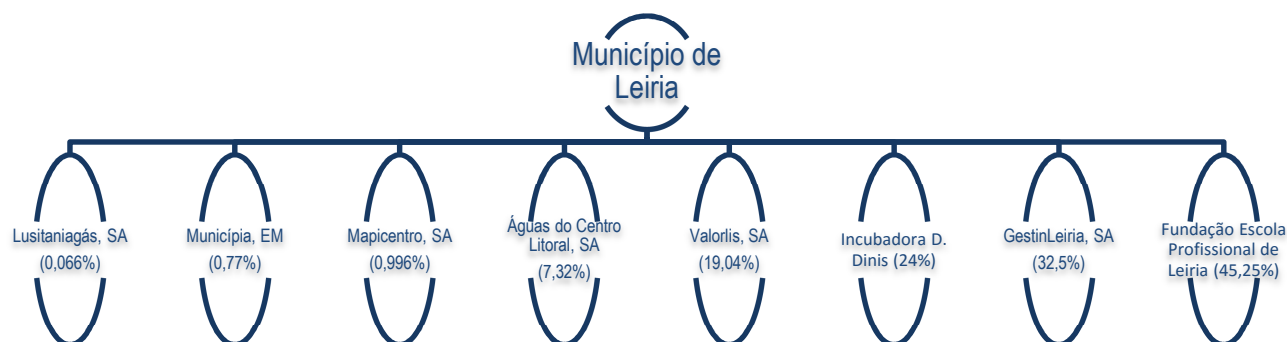 Município de
Leiria
Lusitaniagás, SA
(0,066%)
Municípia, EM
(0,77%)
Mapicentro, SA
(0,996%)
Águas do Centro
Litoral, SA
(7,32%)
Valorlis, SA
(19,04%)
Incubadora D.
Dinis (24%)
GestinLeiria, SA
(32,5%)
Fundação Escola
Profissional de
Leiria (45,25%)